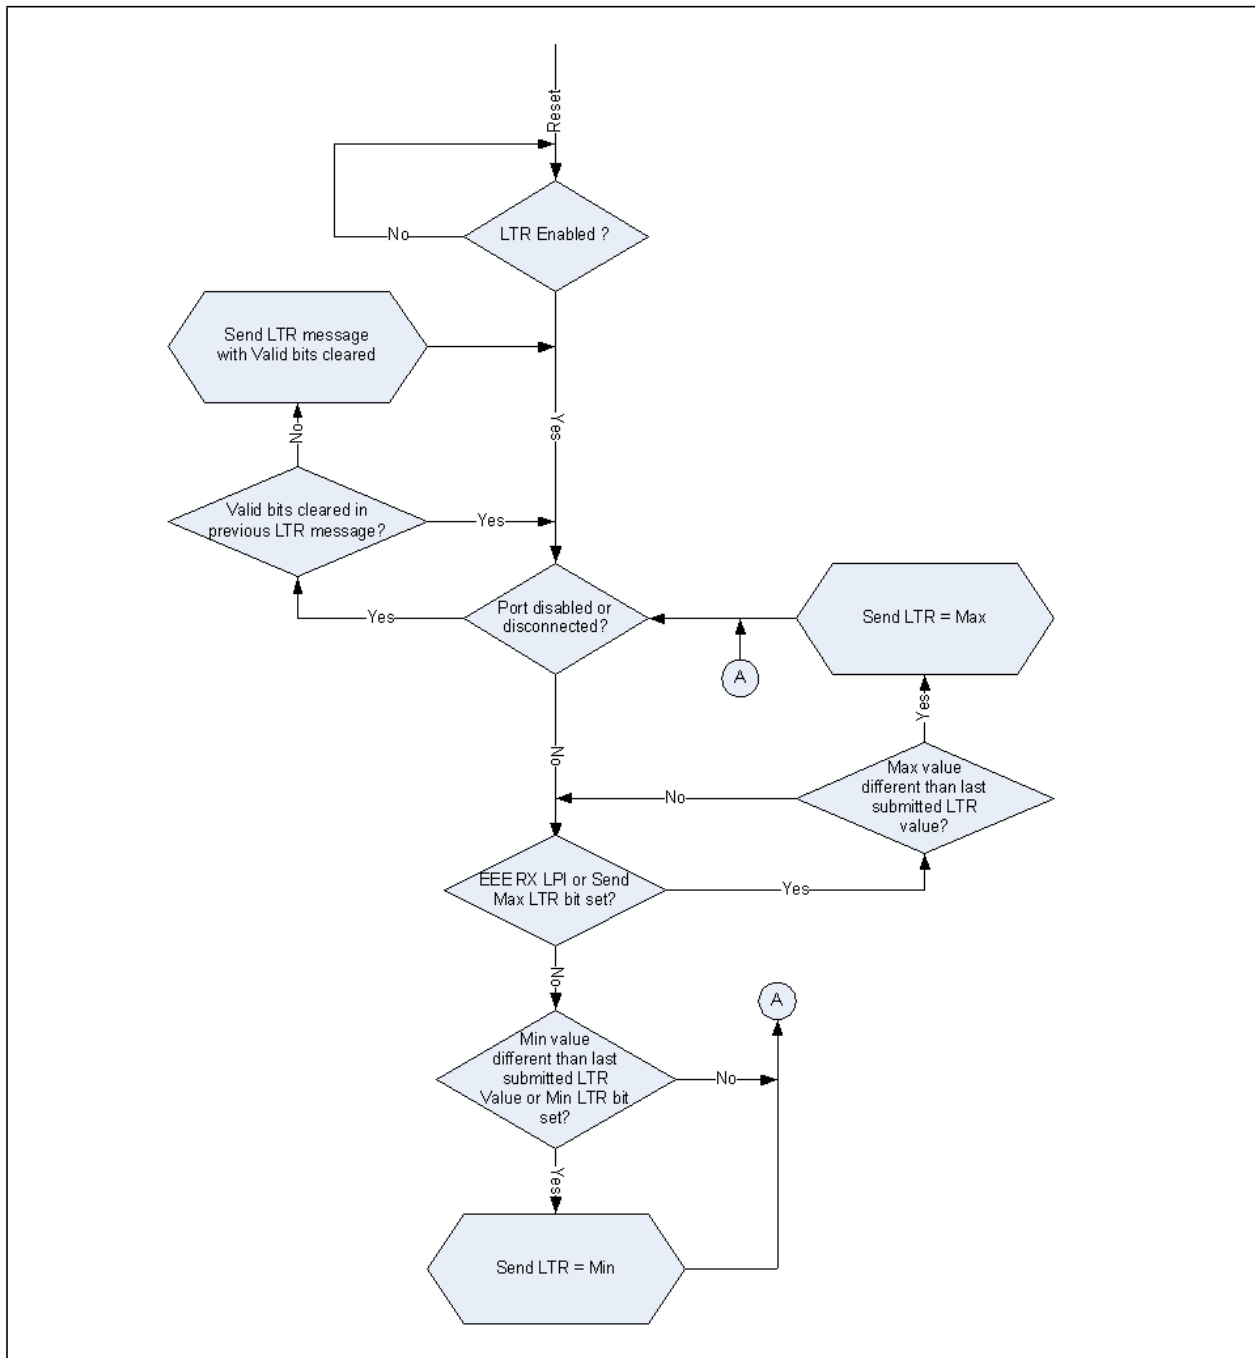 Reset
LTR Enabled ?
No
Send LTR message
with Valid bits cleared
Yes
No
Valid bits cleared in
previous LTR message?
Yes
Port disabled or
disconnected?
Yes
Send LTR = Max
A
Yes
No
Max value
different than last
submitted LTR
value?
No
EEE RX LPI or Send
Max LTR bit set?
Yes
No
A
Min value
different than last
submitted LTR
Value or Min LTR bit
set?
No
Yes
Send LTR = Min